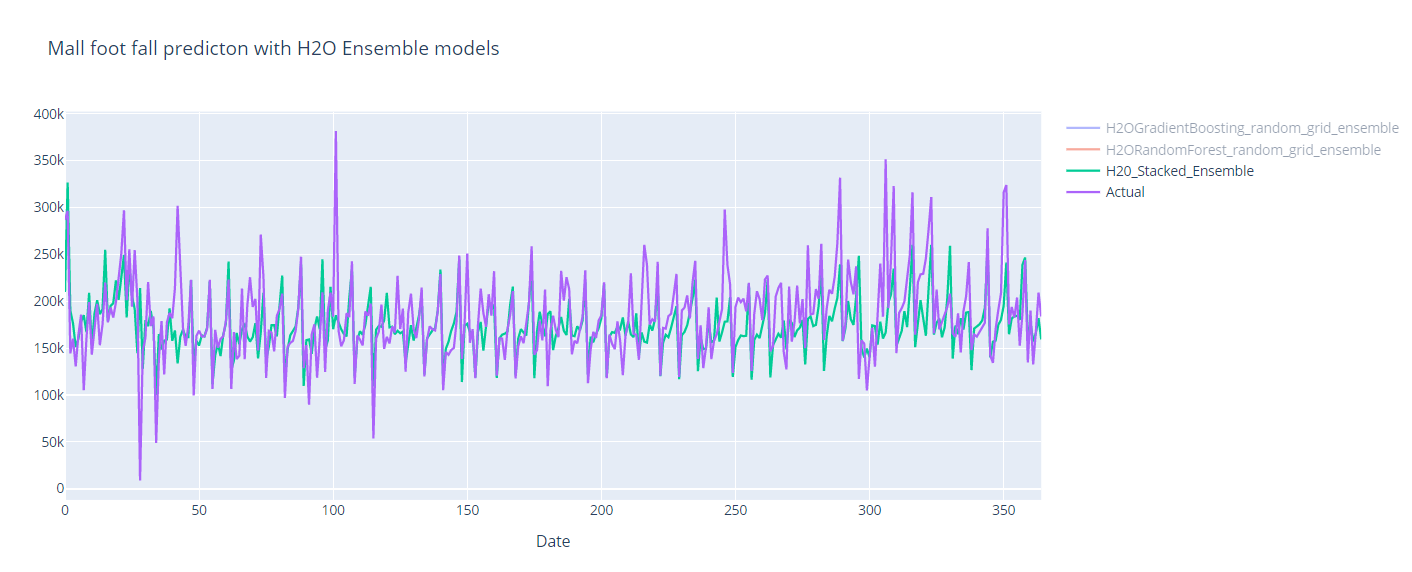 Mall foot fall predicton with H2O Ensemble models
400k
350k
300k
250k
200k
150k
100k
50k
0
0 50 100 150 200 250 300 350
Date
H2OGradientBoosting_random_grid_ensemble
H2ORandomForest_random_grid_ensemble
H20_Stacked_Ensemble
Actual